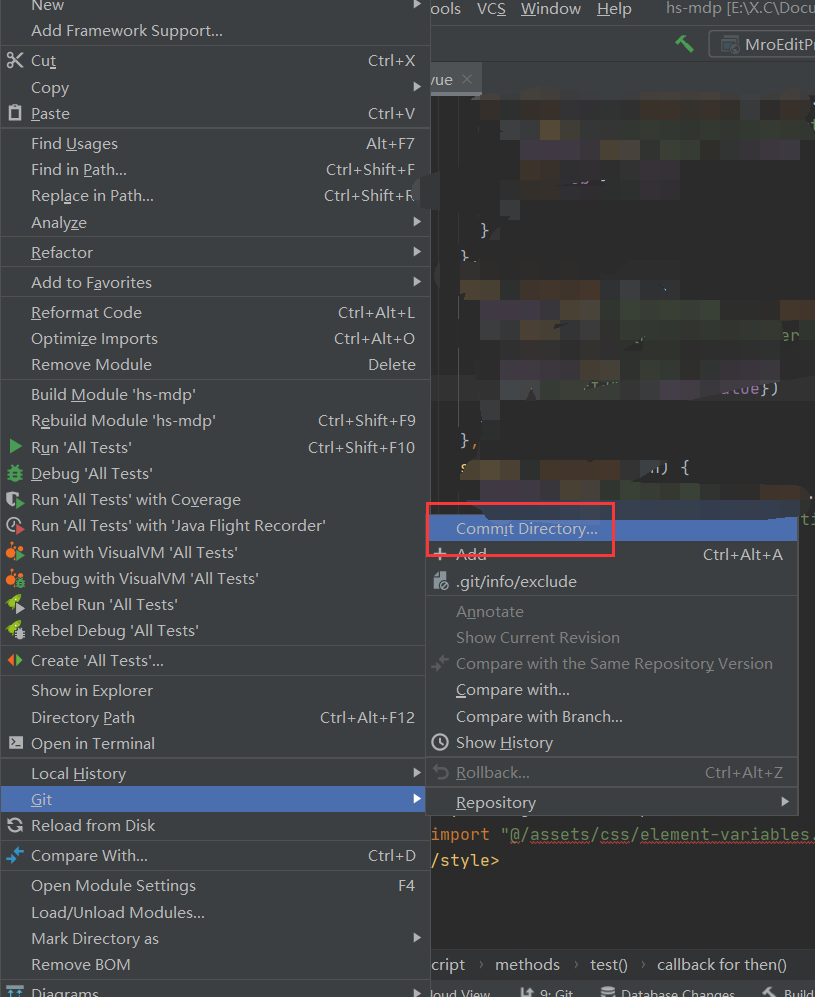 New
Add Framework Support...
Cut Ctrl+X
Copy
Paste Ctrl+V
Find Usages Alt+F7
Find in Path... Ctrl+Shift+F
Replace in Path... Ctrl+Shift+R
Analyze
Refactor
Add to Favorites
Reformat Code Ctrl+Alt+L
Optimize Imports Ctrl+Alt+O
Remove Module Delete
Build Module 'hs-mdp'
Rebuild Module 'hs-mdp' Ctrl+Shift+F9
Run 'All Tests' Ctrl+Shift+F10
Debug 'All Tests'
Run 'All Tests' with Coverage
Run 'All Tests' with 'Java Flight Recorder'
Run with VisualVM 'All Tests'
Debug with VisualVM 'All Tests'
Rebel Run 'All Tests'
Rebel Debug 'All Tests'
Create 'All Tests'...
Show in Explorer
Directory Path Ctrl+Alt+F12
Open in Terminal
Local History
Git
Reload from Disk
Compare With... Ctrl+D
Open Module Settings F4
Load/Unload Modules...
Mark Directory as
Remove BOM
Diagrams
ools VCS Window Help hs-mdp [E:\X.C\Docu
MroEditPr
vue
}
},
er
alue})
},
) {
Commit Directory...
Add Ctrl+Alt+A
.git/info/exclude
Annotate
Show Current Revision
Compare with the Same Repository Version
Compare with...
Compare with Branch...
Show History
Rollback... Ctrl+Alt+Z
Repository
import "@/assets/css/element-variables.
/style>
cript › methods › test() › callback for then()
loud View 9: Git Database Changes Build